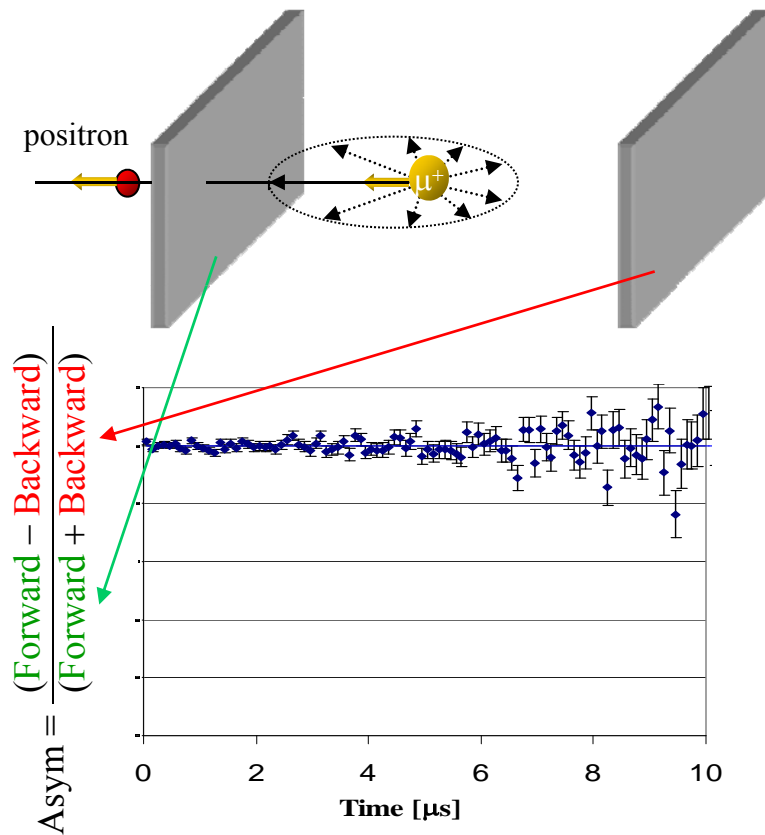 positron
μ⁺
Asym = (Forward – Backward)
(Forward + Backward)
0 2 4 6 8 10
Time [μs]